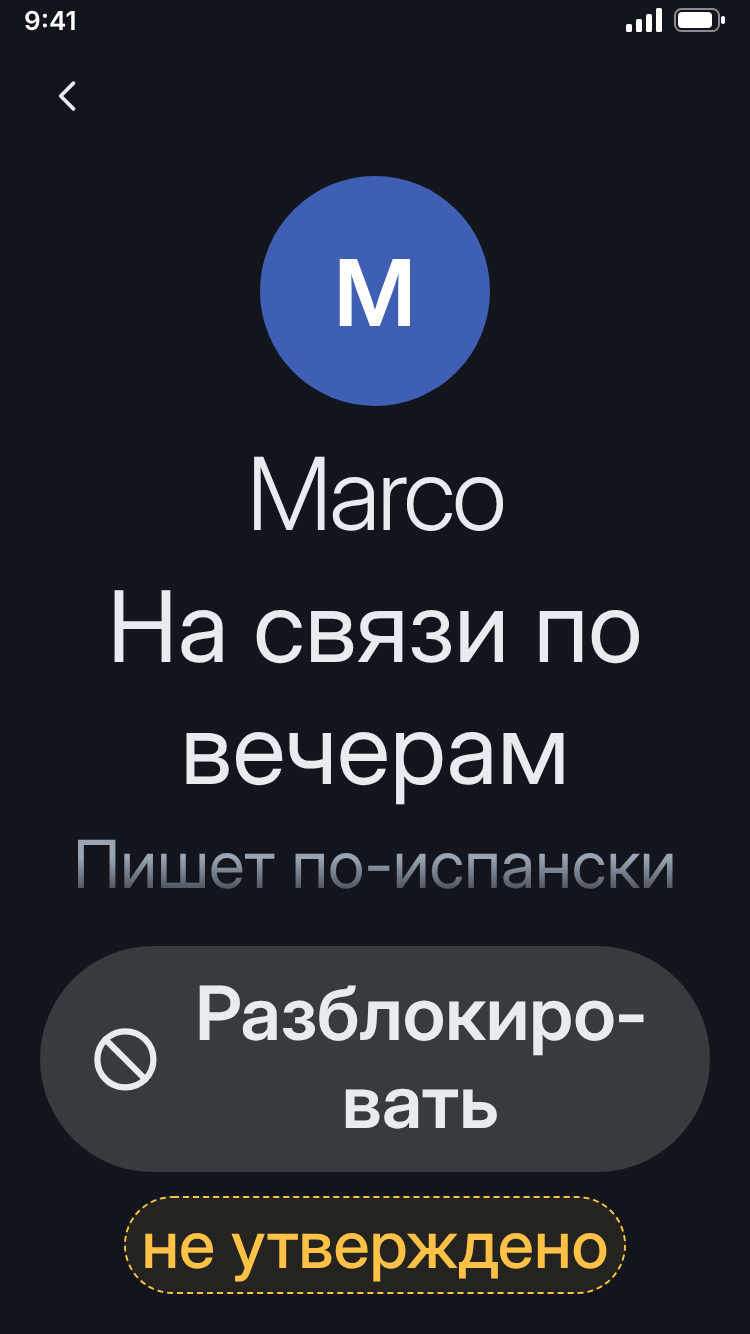 9:41
M
Marco
На связи по
вечерам
Пишет по-испански
Разблокиро-
вать
не утверждено